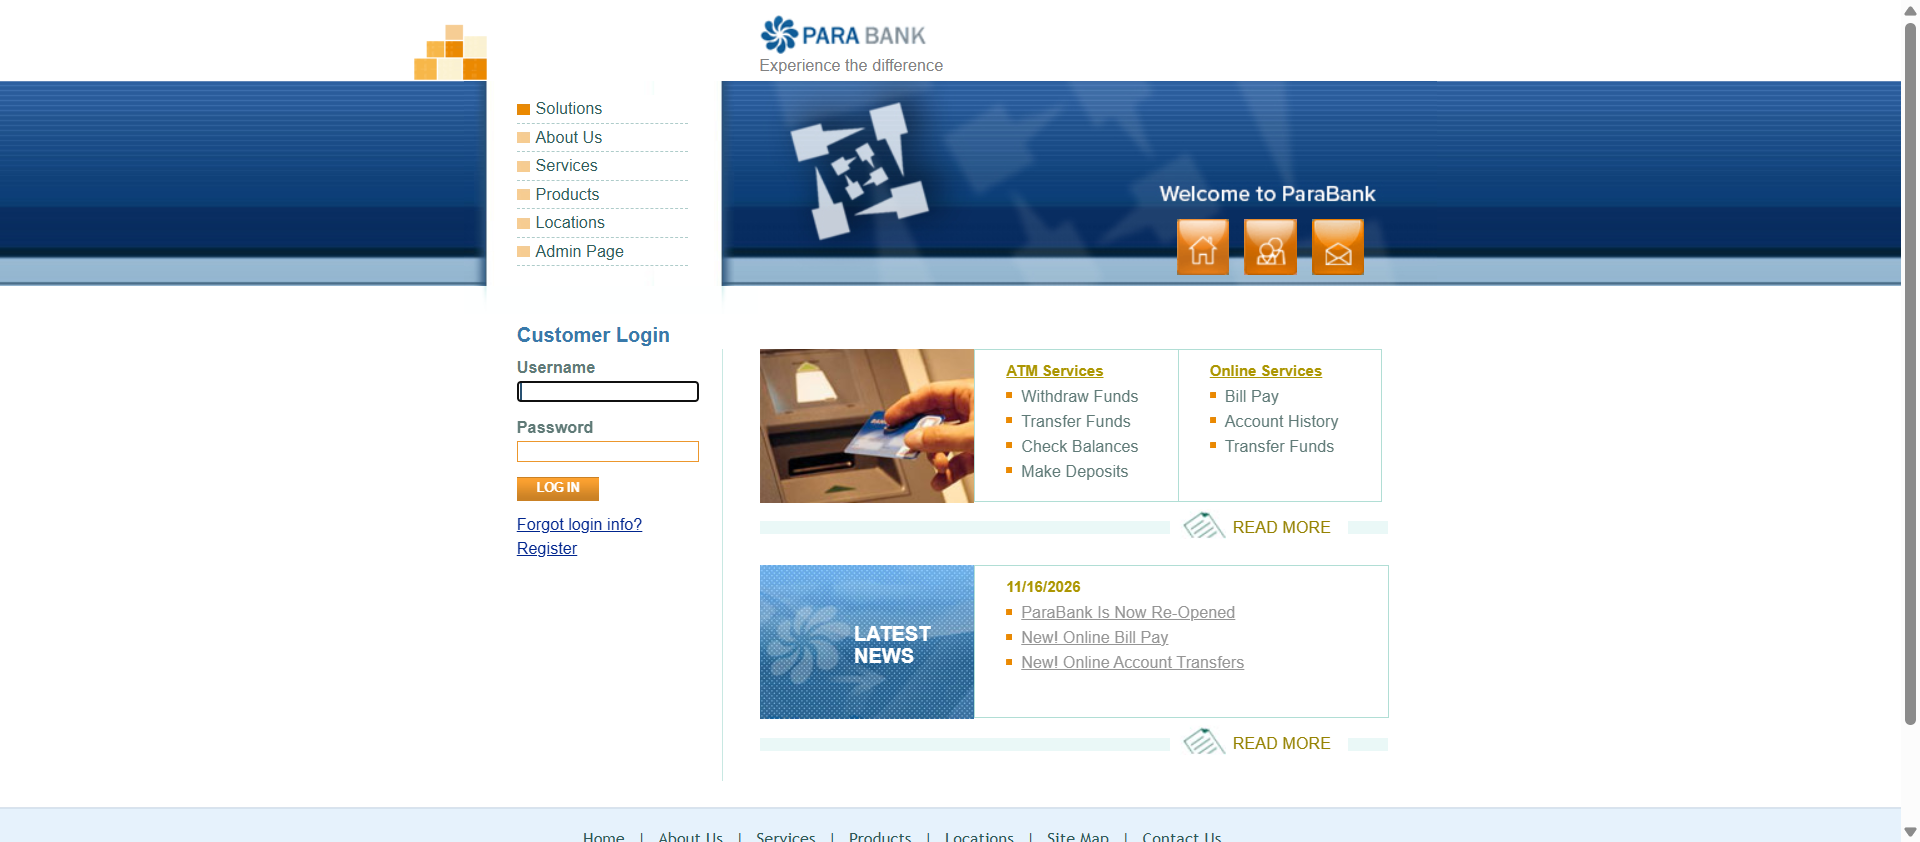 PARA BANK
Experience the difference
Solutions
About Us
Services
Products
Locations
Admin Page
Welcome to ParaBank
Customer Login
Username
Password
LOG IN
Forgot login info?
Register
ATM Services
Withdraw Funds
Transfer Funds
Check Balances
Make Deposits
Online Services
Bill Pay
Account History
Transfer Funds
READ MORE
LATEST
NEWS
11/16/2026
ParaBank Is Now Re-Opened
New! Online Bill Pay
New! Online Account Transfers
READ MORE
Home | About Us | Services | Products | Locations | Site Map | Contact Us